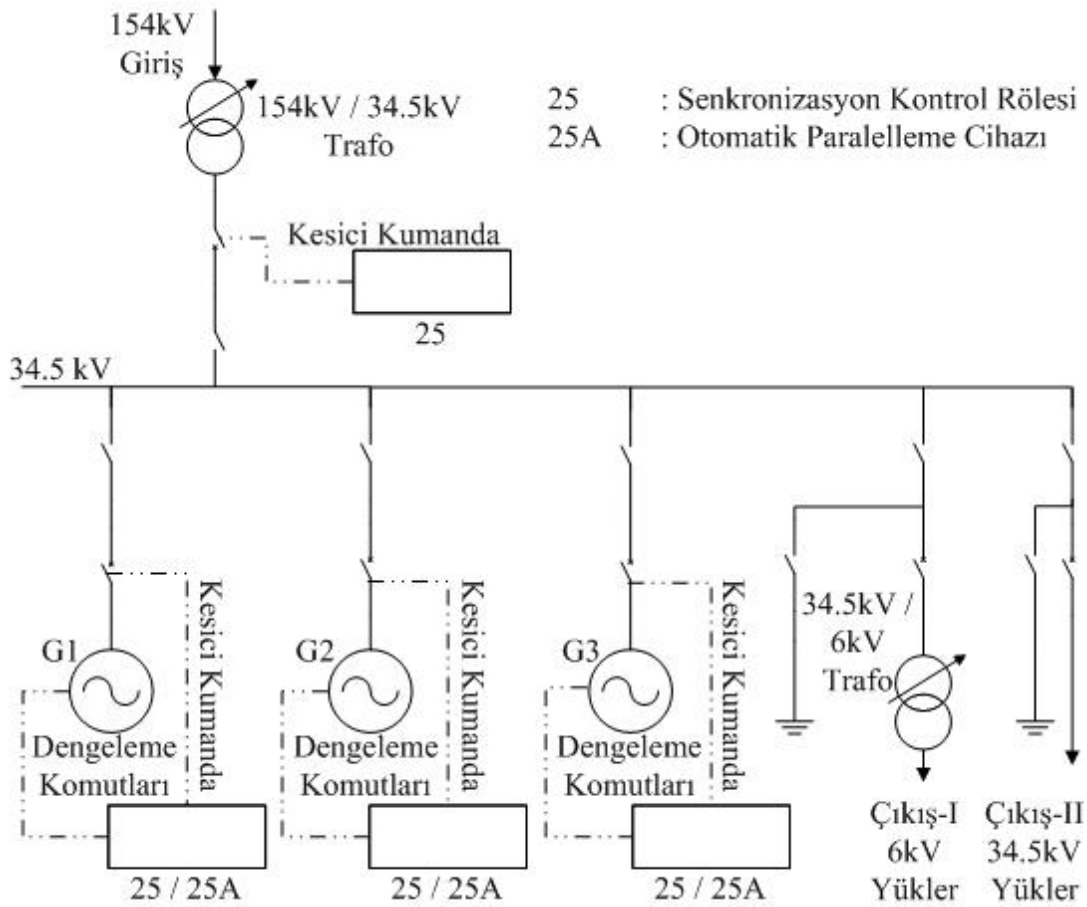 154kV
Giriş
154kV / 34.5kV
Trafo
25 : Senkronizasyon Kontrol Rölesi
25A : Otomatik Paralelleme Cihazı
Kesici Kumanda
25
34.5 kV
G1
Kesici Kumanda
Dengeleme
Komutları
25 / 25A
G2
Kesici Kumanda
Dengeleme
Komutları
25 / 25A
G3
Kesici Kumanda
Dengeleme
Komutları
25 / 25A
34.5kV /
6kV
Trafo
Çıkış-I
6kV
Yükler
Çıkış-II
34.5kV
Yükler